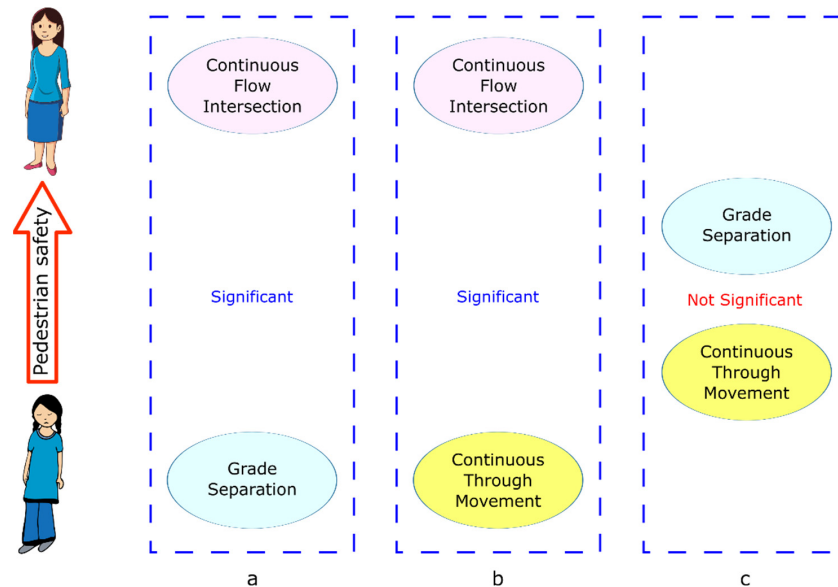 Pedestrian safety
Continuous
Flow
Intersection
Significant
Grade
Separation
a
Continuous
Flow
Intersection
Significant
Continuous
Through
Movement
b
Grade
Separation
Not Significant
Continuous
Through
Movement
c